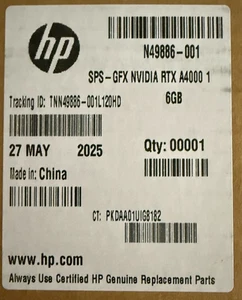 hp
N49886-001
SPS-GFX NVIDIA RTX A4000 1
6GB
Tracking ID: TNN49886-001L120HD
27 MAY 2025
Qty: 00001
Made in: China
CT: PKDAA01UIG8182
www.hp.com
Always Use Certified HP Genuine Replacement Parts